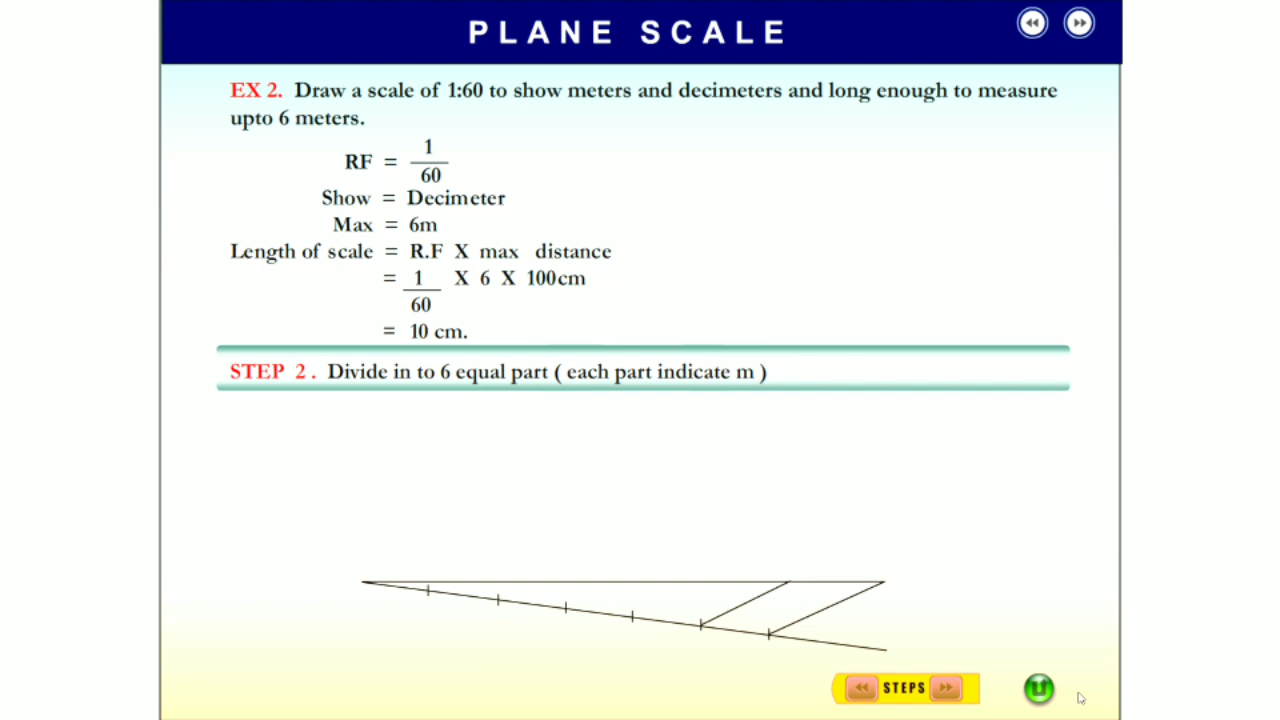 PLANE SCALE
EX 2. Draw a scale of 1:60 to show meters and decimeters and long enough to measure
upto 6 meters.
RF = 1
60
Show = Decimeter
Max = 6m
Length of scale = R.F X max distance
= 1 X 6 X 100cm
60
= 10 cm.
STEP 2 . Divide in to 6 equal part ( each part indicate m )
STEPS